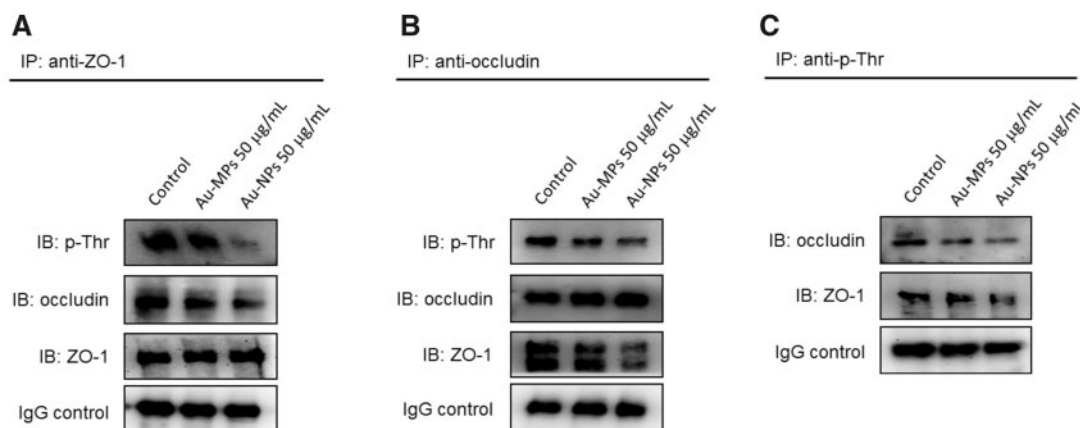 A
IP: anti-ZO-1
Control
Au-MPs 50 µg/mL
Au-NPs 50 µg/mL
IB: p-Thr
IB: occludin
IB: ZO-1
IgG control
B
IP: anti-occludin
Control
Au-MPs 50 µg/mL
Au-NPs 50 µg/mL
IB: p-Thr
IB: occludin
IB: ZO-1
IgG control
C
IP: anti-p-Thr
Control
Au-MPs 50 µg/mL
Au-NPs 50 µg/mL
IB: occludin
IB: ZO-1
IgG control